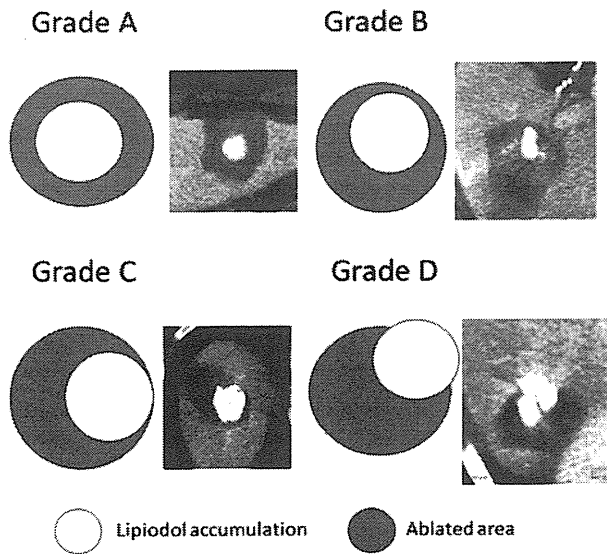 Grade A
Grade B
Grade C
Grade D
Lipiodol accumulation
Ablated area